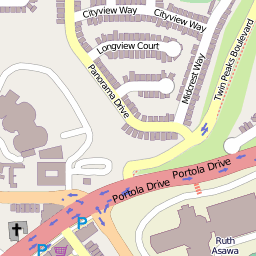 Cityview Way
Cityview Way
Longview Court
Panorama Drive
Midcrest Way
Twin Peaks Boulevard
Portola Drive
Portola Drive
P
P
Ruth
Asawa